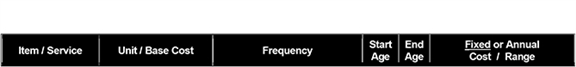 Item / Service Unit / Base Cost Frequency Start Age End Age Fixed or Annual Cost / Range